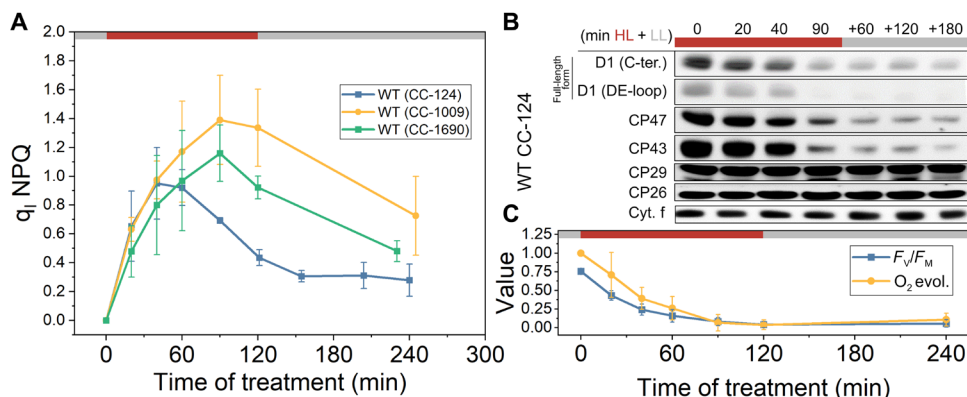 A
2.0
1.8
1.6
1.4
1.2
1.0
0.8
0.6
0.4
0.2
0.0
qI NPQ
WT (CC-124)
WT (CC-1009)
WT (CC-1690)
0 60 120 180 240 300
Time of treatment (min)
B
(min HL + LL) 0 20 40 90 +60 +120 +180
WT CC-124
Full-length
form
D1 (C-ter.)
D1 (DE-loop)
CP47
CP43
CP29
CP26
Cyt. f
C
1.25
1.00
0.75
0.50
0.25
0.00
Value
FV/FM
O2 evol.
0 60 120 180 240
Time of treatment (min)